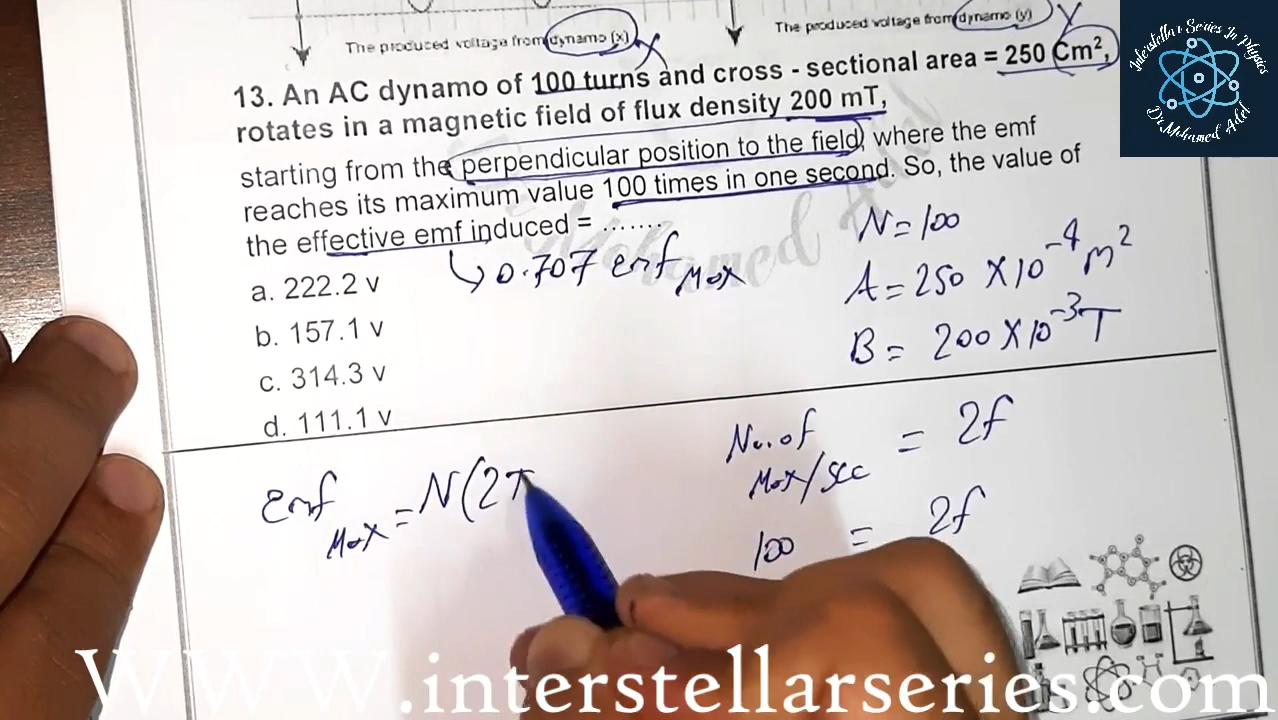 The produced voltage from dynamo (x) X
The produced voltage from dynamo (y) X
Interstellar Series In Physics
Dr.Mohamed Adel
13. An AC dynamo of 100 turns and cross - sectional area = 250 Cm², 
rotates in a magnetic field of flux density 200 mT,
starting from the perpendicular position to the field, where the emf
reaches its maximum value 100 times in one second. So, the value of
the effective emf induced = .......
↳ 0.707 emf Max
a. 222.2 v
b. 157.1 v
c. 314.3 v
d. 111.1 v
N = 100
A = 250 X 10⁻⁴ m²
B = 200 X 10⁻³ T
No. of Max/sec = 2f
100 = 2f
emf Max = N(2π
Mohamed Adel
WWW.interstellarseries.com